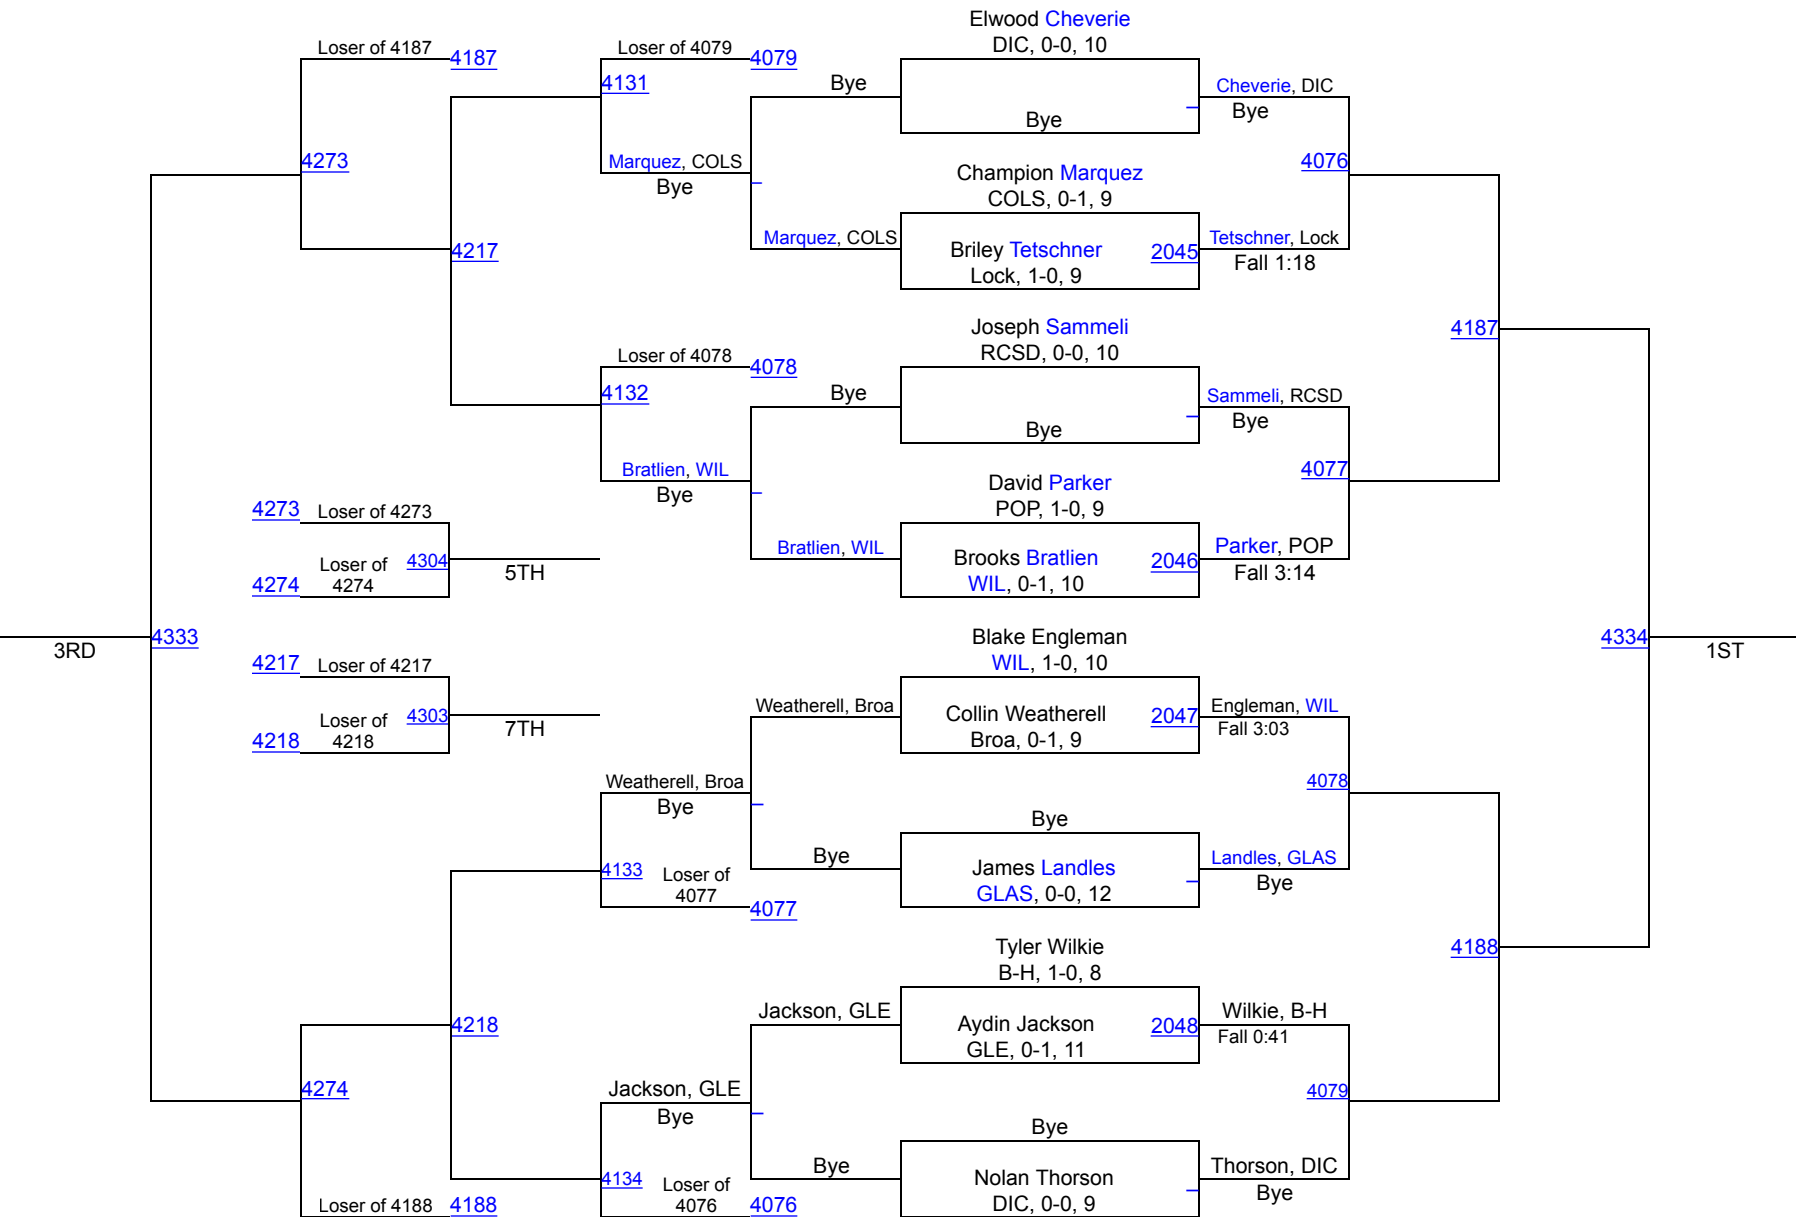 Elwood Cheverie
DIC, 0-0, 10
Loser of 4187 4187
Loser of 4079 4079
4131
Bye
Bye
Cheverie, DIC
Bye
4273
Marquez, COLS
Bye
Champion Marquez
COLS, 0-1, 9
4076
4217
Marquez, COLS
Briley Tetschner
Lock, 1-0, 9
2045
Tetschner, Lock
Fall 1:18
Joseph Sammeli
RCSD, 0-0, 10
4187
Loser of 4078 4078
4132
Bye
Bye
Sammeli, RCSD
Bye
Bratlien, WIL
Bye
David Parker
POP, 1-0, 9
4077
4273 Loser of 4273
Bratlien, WIL
Brooks Bratlien
WIL, 0-1, 10
2046
Parker, POP
Fall 3:14
Loser of
4274
4274
4304
5TH
Blake Engleman
WIL, 1-0, 10
3RD
4333
4334
1ST
4217 Loser of 4217
Loser of
4218
4218
4303
7TH
Weatherell, Broa
Collin Weatherell
Broa, 0-1, 9
2047
Engleman, WIL
Fall 3:03
Weatherell, Broa
Bye
4078
Bye
4133
Loser of
4077
4077
Bye
James Landles
GLAS, 0-0, 12
Landles, GLAS
Bye
Tyler Wilkie
B-H, 1-0, 8
4188
4218
Jackson, GLE
Aydin Jackson
GLE, 0-1, 11
2048
Wilkie, B-H
Fall 0:41
4274
Jackson, GLE
Bye
4079
Bye
4134
Loser of
4076
4076
Bye
Nolan Thorson
DIC, 0-0, 9
Thorson, DIC
Bye
Loser of 4188 4188